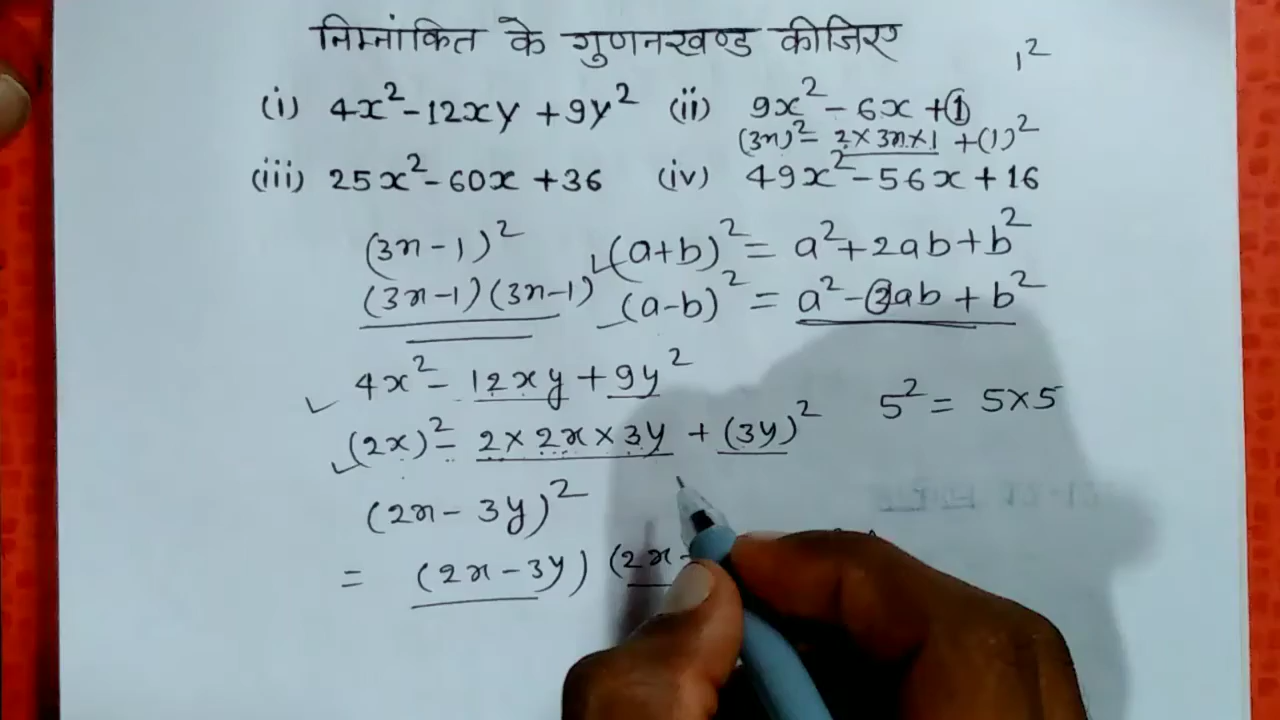 निम्नांकित के गुणनखण्ड कीजिए
1²
(i) 4x² - 12xy + 9y² (ii) 9x² - 6x + 1
(3x)² - 2 × 3x × 1 + (1)²
(iii) 25x² - 60x + 36 (iv) 49x² - 56x + 16
(3x - 1)² (a+b)² = a² + 2ab + b²
(3x - 1) (3x - 1) (a-b)² = a² - 2ab + b²
4x² - 12xy + 9y²
5² = 5×5
(2x)² - 2 × 2x × 3y + (3y)²
(2x - 3y)²
= (2x - 3y) (2x -